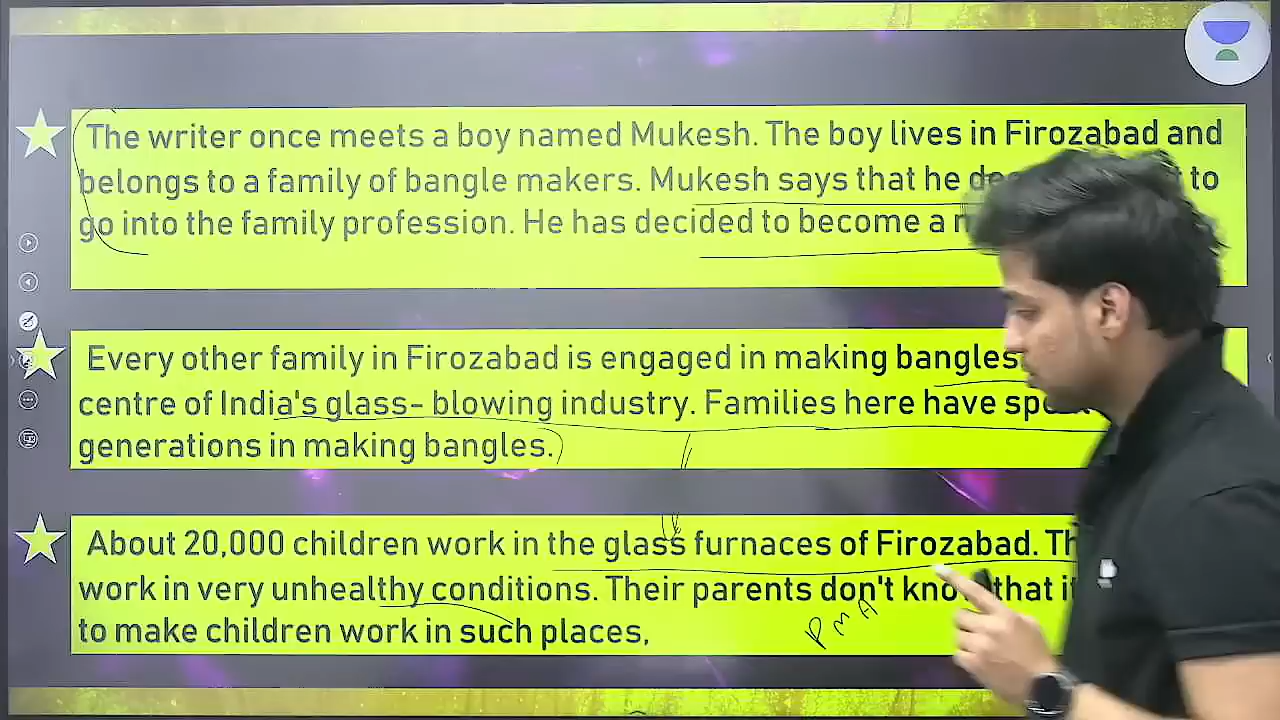 The writer once meets a boy named Mukesh. The boy lives in Firozabad and
belongs to a family of bangle makers. Mukesh says that he to
go into the family profession. He has decided to become a
Every other family in Firozabad is engaged in making bangles
centre of India's glass- blowing industry. Families here have
generations in making bangles.
About 20,000 children work in the glass furnaces of Firozabad.
work in very unhealthy conditions. Their parents don't that
to make children work in such places,
PMA